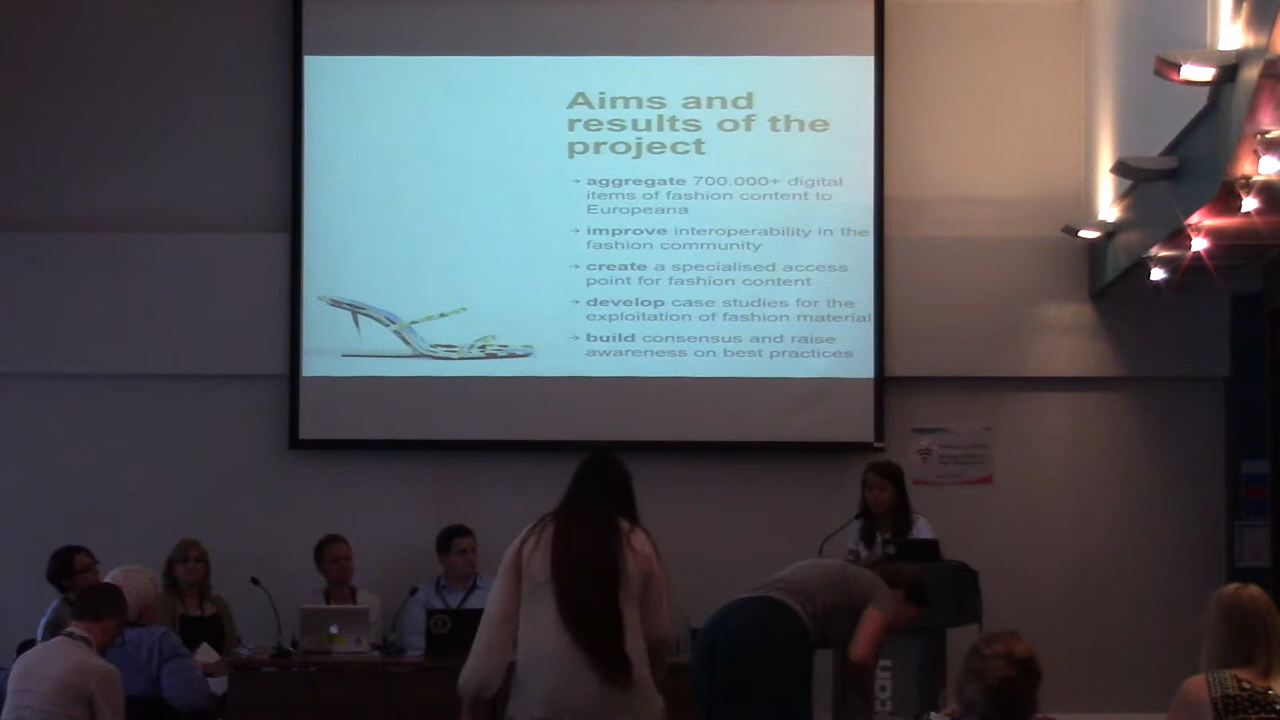 Aims and
results of the
project
→ aggregate 700.000+ digital
items of fashion content to
Europeana
→ improve interoperability in the
fashion community
→ create a specialised access
point for fashion content
→ develop case studies for the
exploitation of fashion material
→ build consensus and raise
awareness on best practices
can